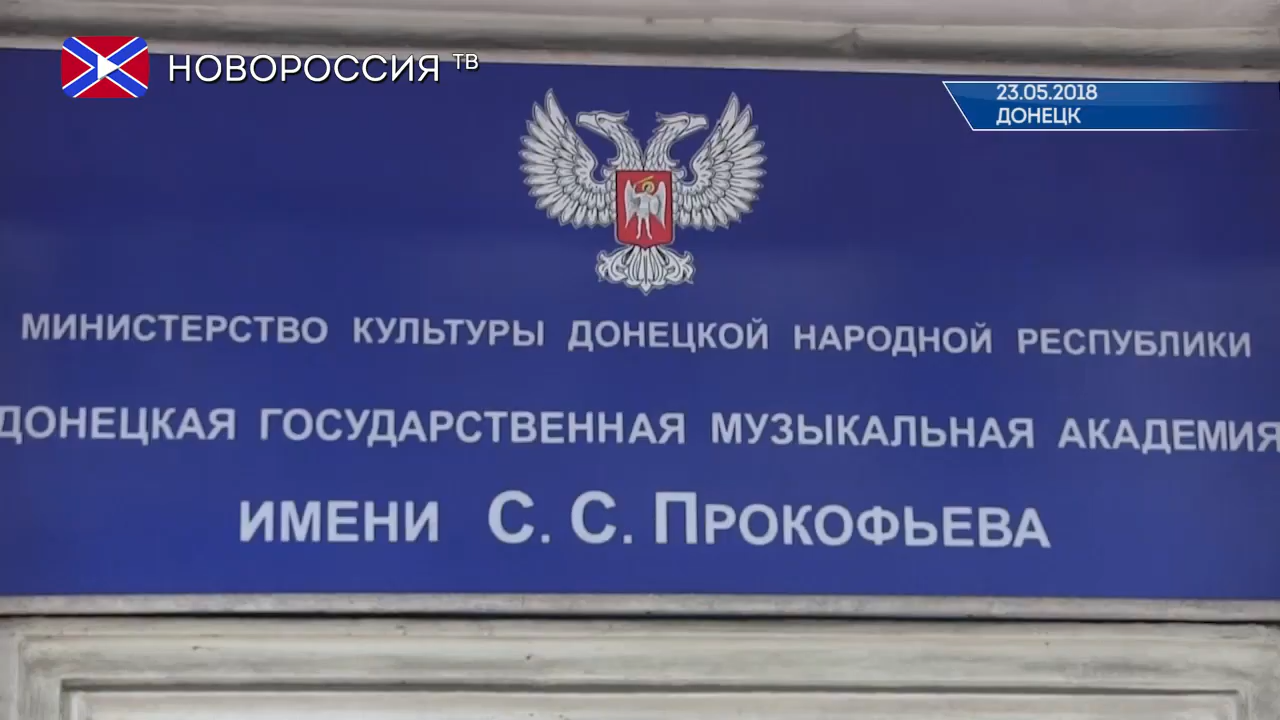 НОВОРОССИЯ ТВ
23.05.2018
ДОНЕЦК
МИНИСТЕРСТВО КУЛЬТУРЫ ДОНЕЦКОЙ НАРОДНОЙ РЕСПУБЛИКИ
ДОНЕЦКАЯ ГОСУДАРСТВЕННАЯ МУЗЫКАЛЬНАЯ АКАДЕМИЯ
ИМЕНИ С. С. ПРОКОФЬЕВА